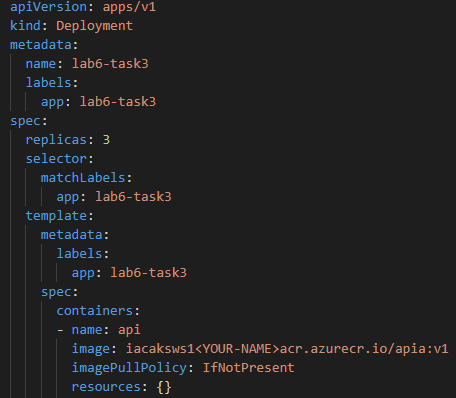 apiVersion: apps/v1
kind: Deployment
metadata:
  name: lab6-task3
  labels:
    app: lab6-task3
spec:
  replicas: 3
  selector:
    matchLabels:
      app: lab6-task3
  template:
    metadata:
      labels:
        app: lab6-task3
    spec:
      containers:
      - name: api
        image: iacaksws1<YOUR-NAME>acr.azurecr.io/apia:v1
        imagePullPolicy: IfNotPresent
        resources: {}